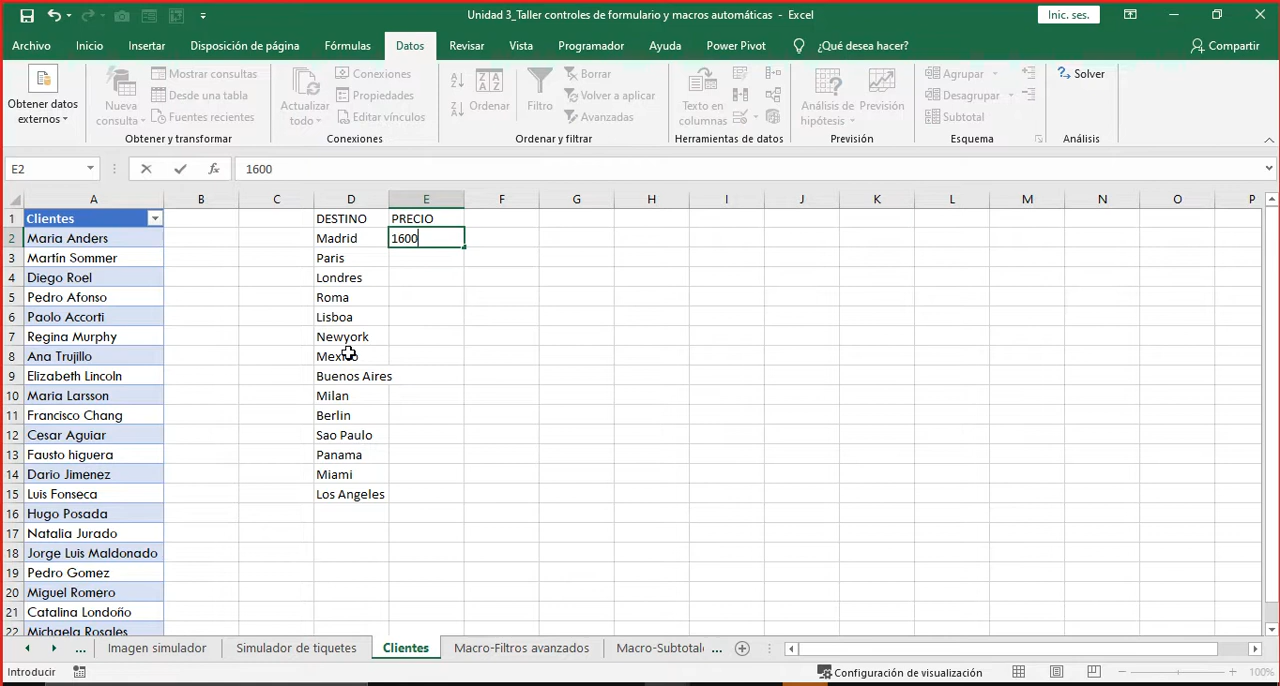 Unidad 3_Taller controles de formulario y macros automáticas - Excel
Inic. ses.
Archivo Inicio Insertar Disposición de página Fórmulas Datos Revisar Vista Programador Ayuda Power Pivot ¿Qué desea hacer? Compartir
Obtener datos externos
Nueva consulta
Mostrar consultas
Desde una tabla
Fuentes recientes
Obtener y transformar
Actualizar todo
Conexiones
Propiedades
Editar vínculos
Conexiones
Ordenar
Filtro
Borrar
Volver a aplicar
Avanzadas
Ordenar y filtrar
Texto en columnas
Herramientas de datos
Análisis de hipótesis
Previsión
Previsión
Agrupar
Desagrupar
Subtotal
Esquema
Solver
Análisis
E2 fx 1600
A B C D E F G H I J K L M N O P
1 Clientes DESTINO PRECIO
2 Maria Anders Madrid 1600
3 Martín Sommer Paris
4 Diego Roel Londres
5 Pedro Afonso Roma
6 Paolo Accorti Lisboa
7 Regina Murphy Newyork
8 Ana Trujillo
9 Elizabeth Lincoln Buenos Aires
10 Maria Larsson Milan
11 Francisco Chang Berlin
12 Cesar Aguiar Sao Paulo
13 Fausto higuera Panama
14 Dario Jimenez Miami
15 Luis Fonseca Los Angeles
16 Hugo Posada
17 Natalia Jurado
18 Jorge Luis Maldonado
19 Pedro Gomez
20 Miguel Romero
21 Catalina Londoño
22 Michaela Rosales
... Imagen simulador Simulador de tiquetes Clientes Macro-Filtros avanzados Macro-Subtotale ...
Introducir Configuración de visualización 100%